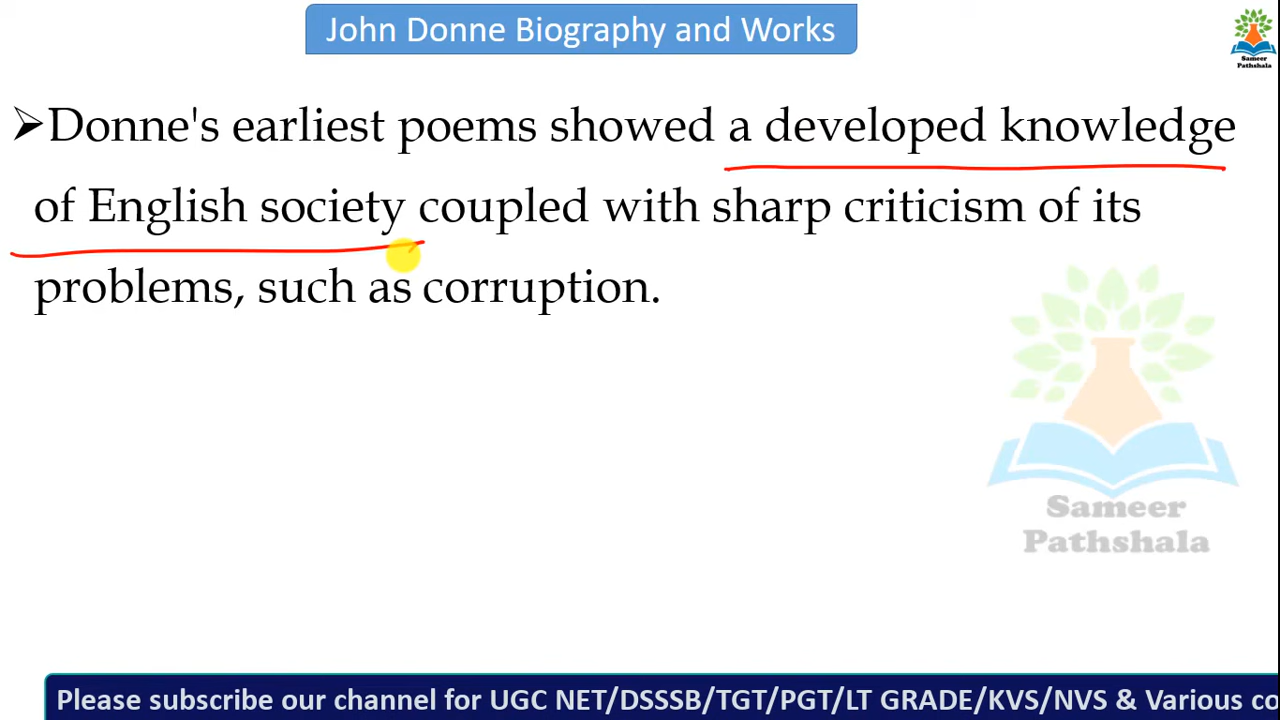 John Donne Biography and Works
Sameer
Pathshala
➢Donne's earliest poems showed a developed knowledge
of English society coupled with sharp criticism of its
problems, such as corruption.
Sameer
Pathshala
Please subscribe our channel for UGC NET/DSSSB/TGT/PGT/LT GRADE/KVS/NVS & Various co